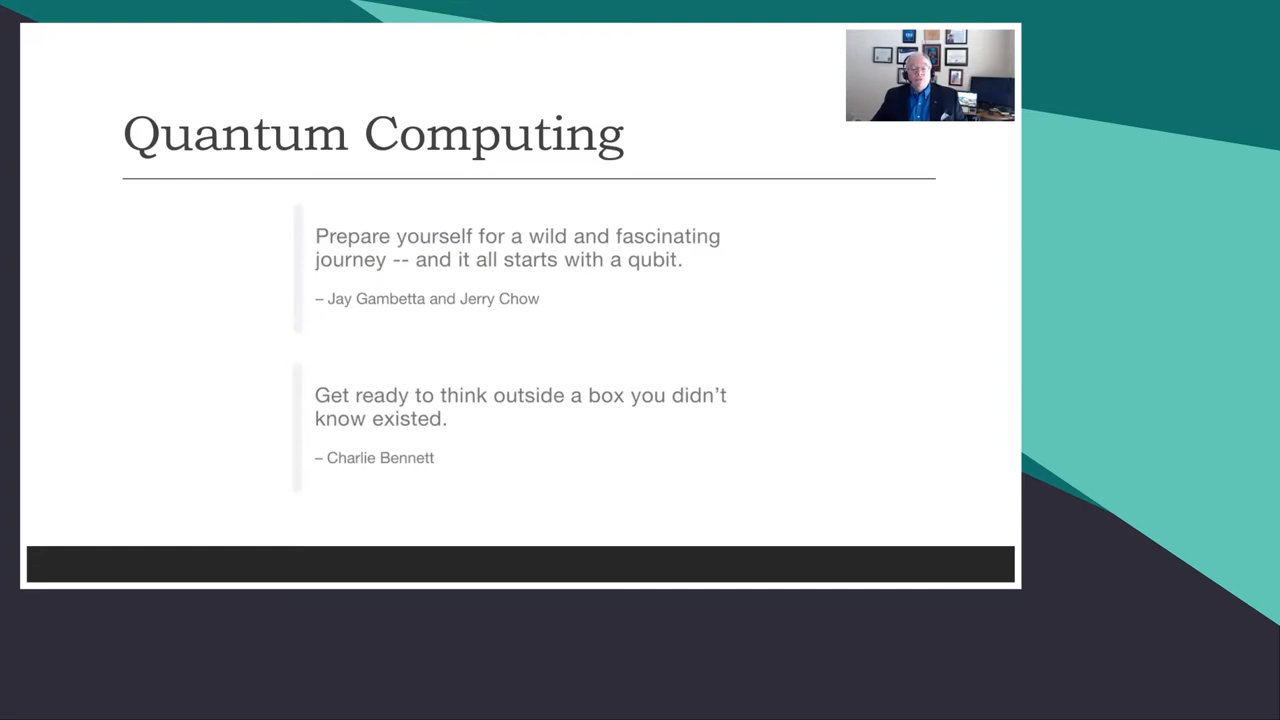 Quantum Computing
Prepare yourself for a wild and fascinating
journey -- and it all starts with a qubit.
– Jay Gambetta and Jerry Chow
Get ready to think outside a box you didn’t
know existed.
– Charlie Bennett